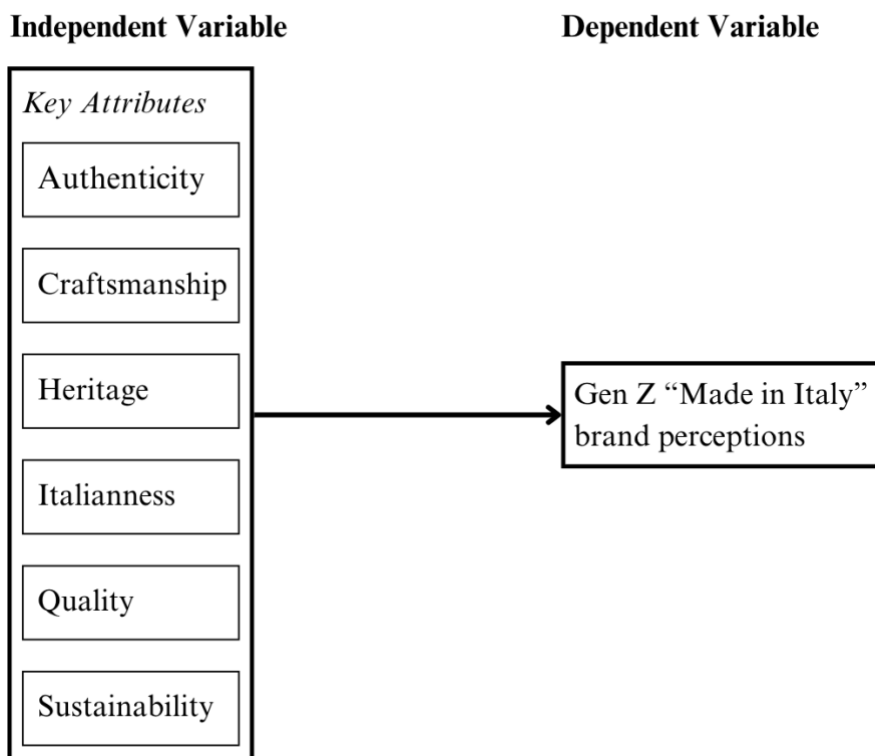 Independent Variable
Dependent Variable
Key Attributes
Authenticity
Craftsmanship
Heritage
Italianness
Quality
Sustainability
Gen Z “Made in Italy”
brand perceptions